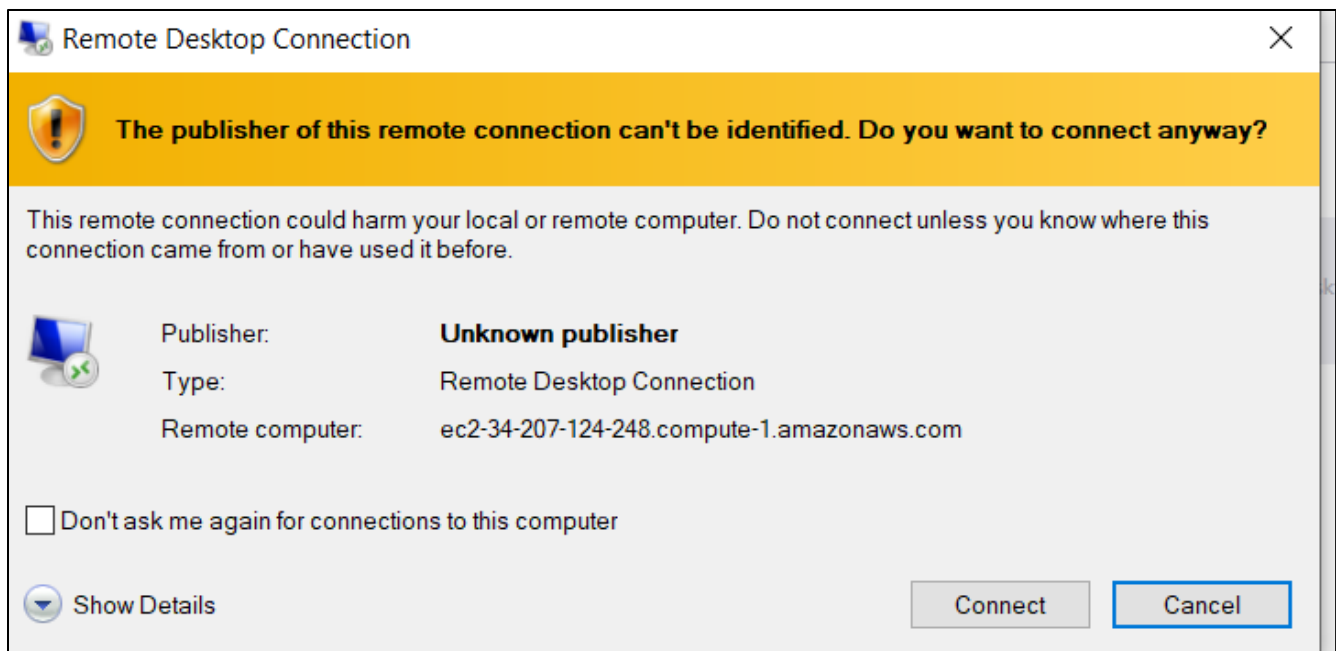 Remote Desktop Connection
The publisher of this remote connection can't be identified. Do you want to connect anyway?
This remote connection could harm your local or remote computer. Do not connect unless you know where this
connection came from or have used it before.
Publisher: Unknown publisher
Type: Remote Desktop Connection
Remote computer: ec2-34-207-124-248.compute-1.amazonaws.com
Don't ask me again for connections to this computer
Show Details Connect Cancel